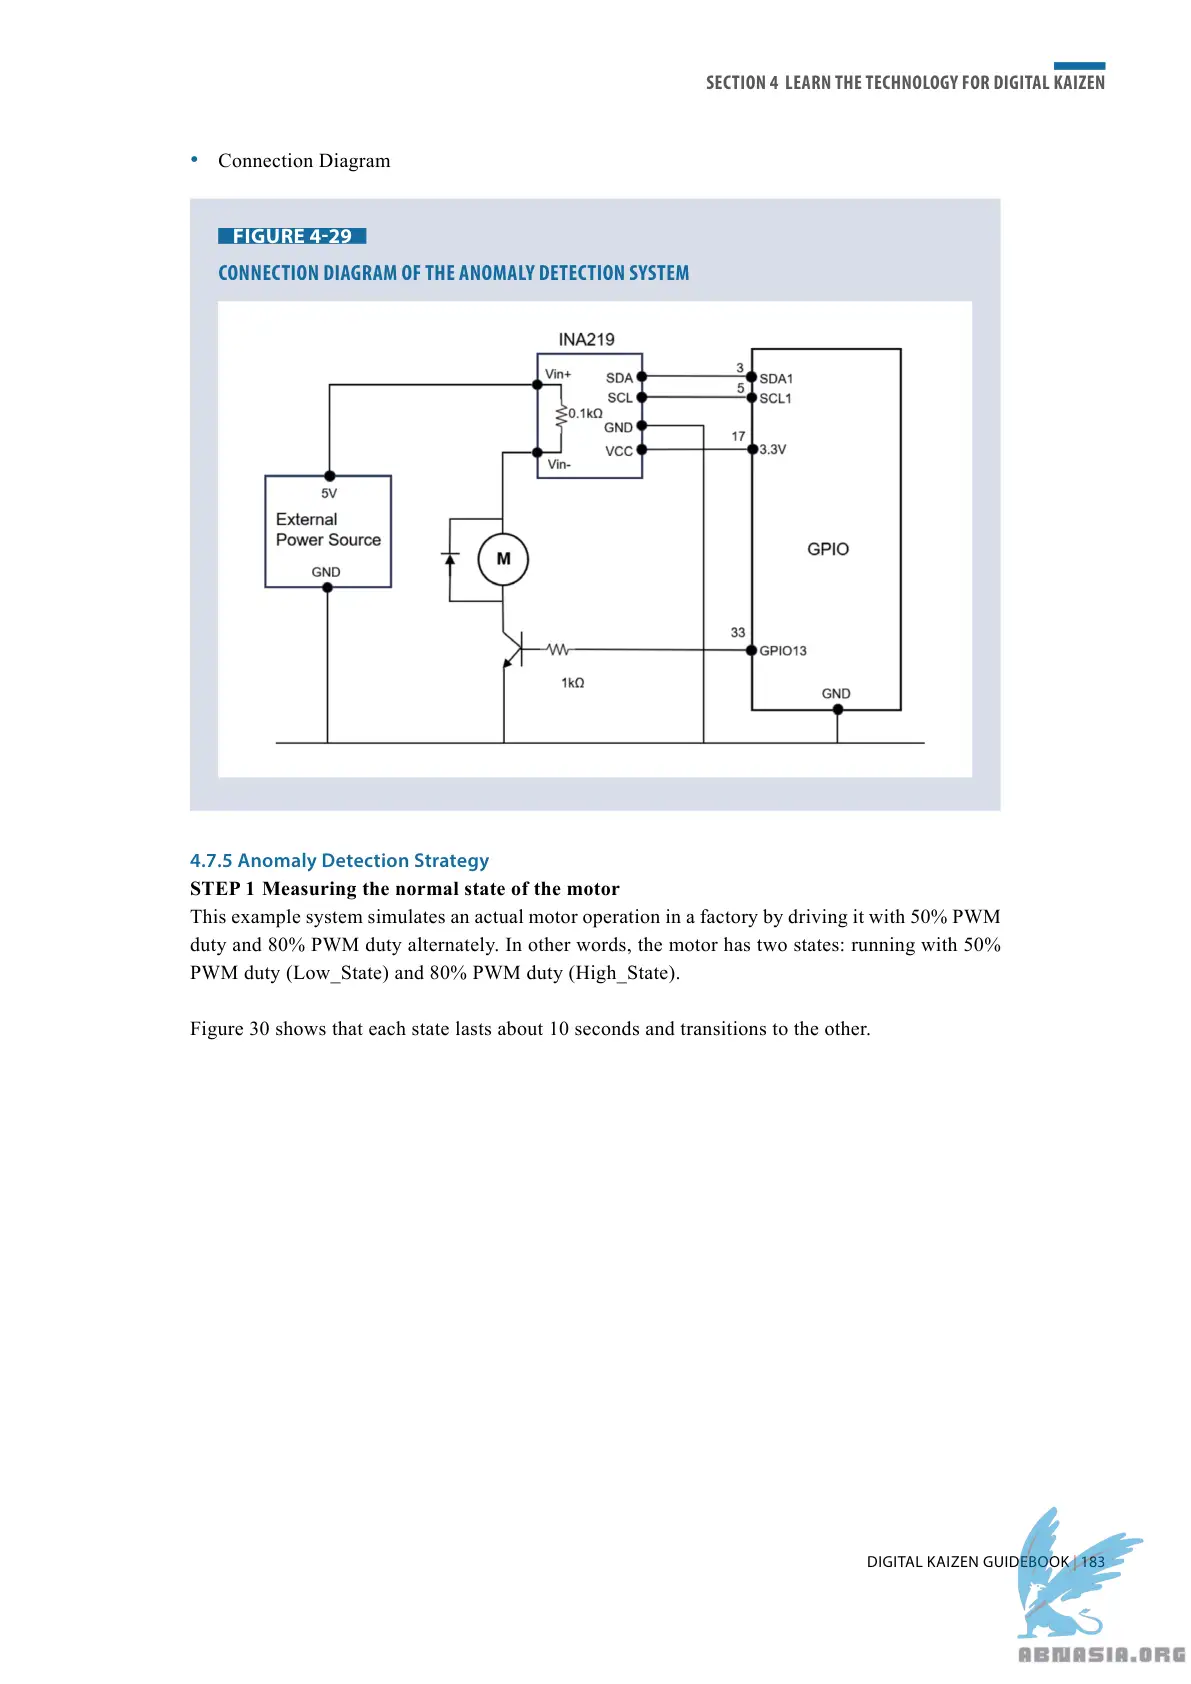 SECTION 4 LEARN THE TECHNOLOGY FOR DIGITAL KAIZEN
• Connection Diagram
FIGURE 4-29
CONNECTION DIAGRAM OF THE ANOMALY DETECTION SYSTEM
INA219
Vin+
SDA
3
SDA1
SCL
5
SCL1
0.1kΩ
GND
VCC
17
3.3V
Vin-
5V
External
Power Source
GND
M
GPIO
33
GPIO13
1kΩ
GND
4.7.5 Anomaly Detection Strategy
STEP 1 Measuring the normal state of the motor
This example system simulates an actual motor operation in a factory by driving it with 50% PWM
duty and 80% PWM duty alternately. In other words, the motor has two states: running with 50%
PWM duty (Low_State) and 80% PWM duty (High_State).
Figure 30 shows that each state lasts about 10 seconds and transitions to the other.
DIGITAL KAIZEN GUIDEBOOK | 183
ABNASIA.ORG